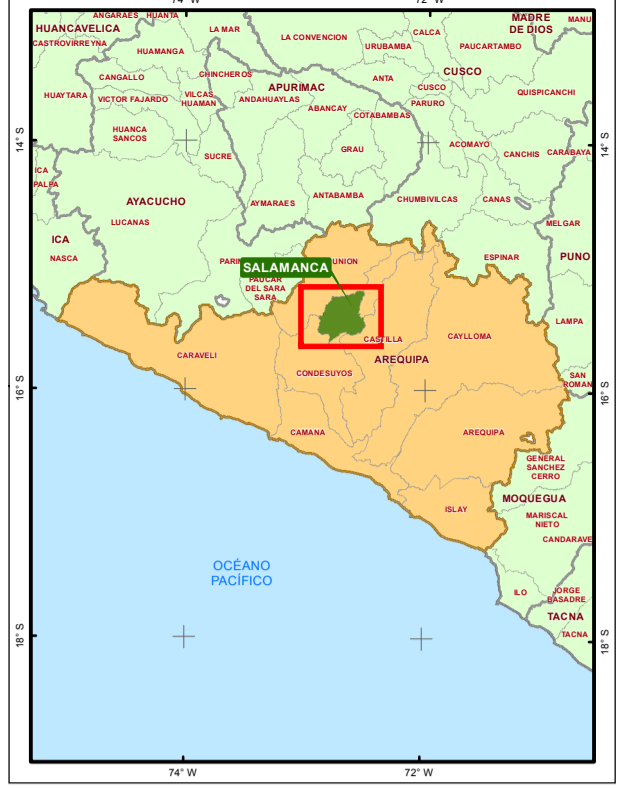 74° W
72° W
ANGARAES
HUANTA
HUANCAVELICA
CASTROVIRREYNA
LA MAR
LA CONVENCION
CALCA
MADRE
DE DIOS
MANU
HUAMANGA
URUBAMBA
PAUCARTAMBO
CANGALLO
CHINCHEROS
APURIMAC
ANTA
CUSCO
CUSCO
QUISPICANCHI
HUAYTARA
VICTOR FAJARDO
VILCAS
HUAMAN
ANDAHUAYLAS
ABANCAY
COTABAMBAS
PARURO
HUANCA
SANCOS
14° S
14° S
SUCRE
GRAU
ACOMAYO
CANCHIS
CARABAYA
ICA
PALPA
AYACUCHO
LUCANAS
AYMARAES
ANTABAMBA
CHUMBIVILCAS
CANAS
MELGAR
ICA
NASCA
PARIN
SALAMANCA
UNION
ESPINAR
PUNO
PAUCAR
DEL SARA
SARA
LAMPA
CARAVELI
CASTILLA
CAYLLOMA
AREQUIPA
CONDESUYOS
SAN
ROMAN
16° S
16° S
CAMANA
AREQUIPA
GENERAL
SANCHEZ
CERRO
MOQUEGUA
ISLAY
MARISCAL
NIETO
CANDARAVE
OCÉANO
PACÍFICO
ILO
JORGE
BASADRE
TACNA
TACNA
18° S
18° S
74° W
72° W